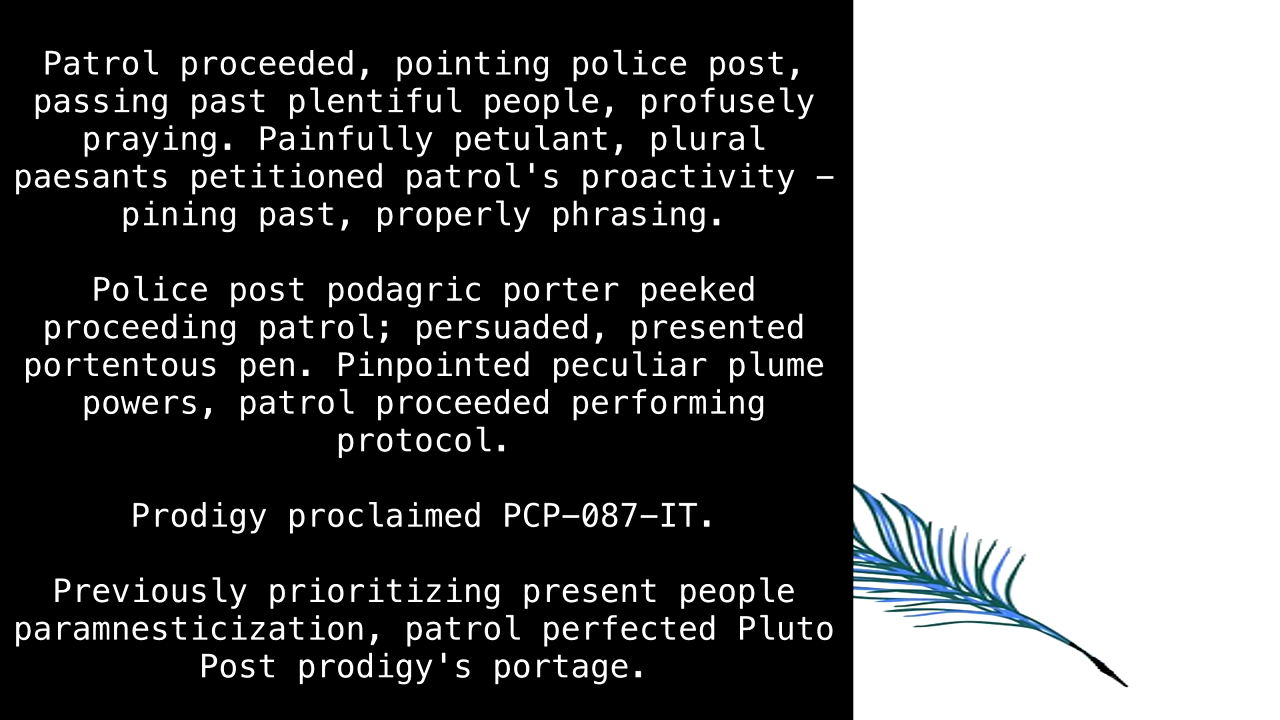 Patrol proceeded, pointing police post,
passing past plentiful people, profusely
praying. Painfully petulant, plural
paesants petitioned patrol's proactivity –
pining past, properly phrasing.
Police post podagric porter peeked
proceeding patrol; persuaded, presented
portentous pen. Pinpointed peculiar plume
powers, patrol proceeded performing
protocol.
Prodigy proclaimed PCP–087–IT.
Previously prioritizing present people
paramnesticization, patrol perfected Pluto
Post prodigy's portage.